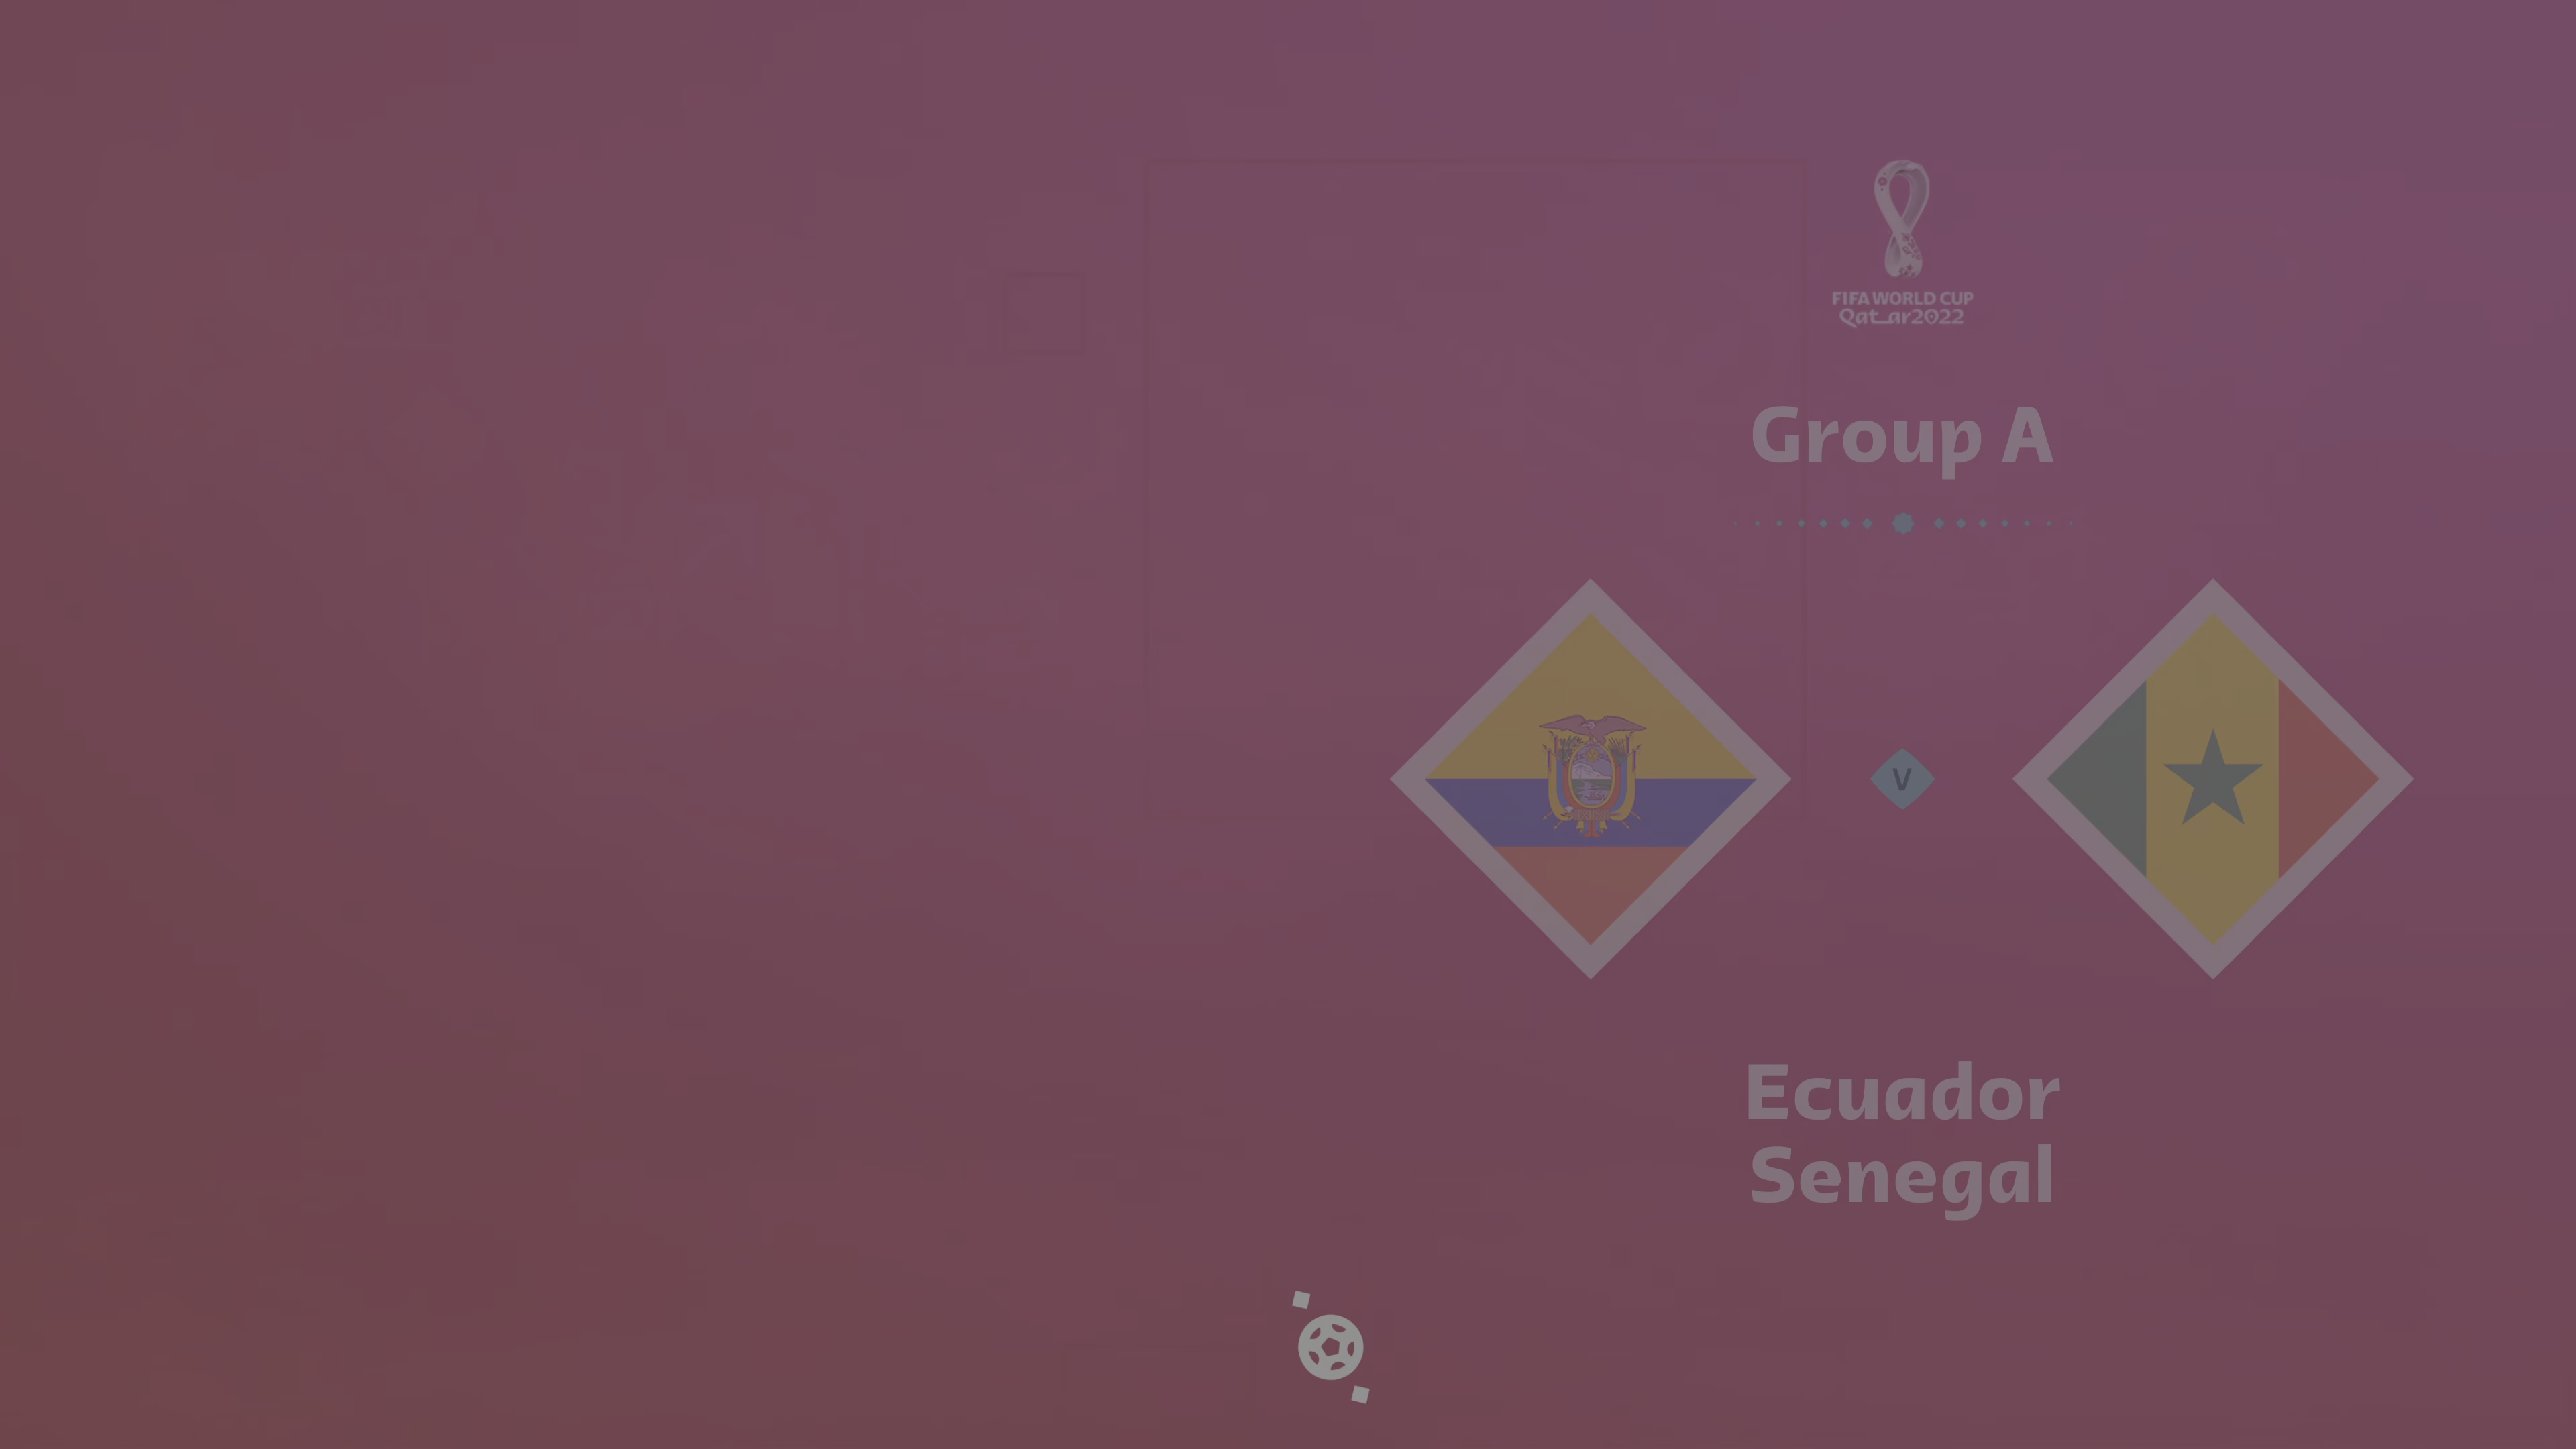 FIFA WORLD CUP
Qatar2022
Group A
V
Ecuador
Senegal